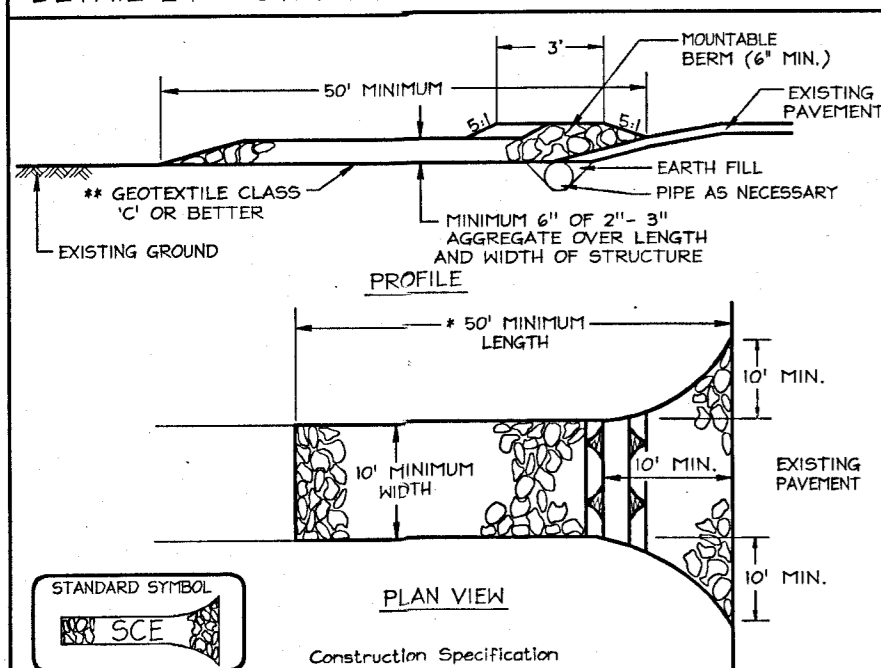 3'
MOUNTABLE
BERM (6" MIN.)
50' MINIMUM
EXISTING
PAVEMENT
5:1
5:1
EARTH FILL
** GEOTEXTILE CLASS
'C' OR BETTER
PIPE AS NECESSARY
MINIMUM 6" OF 2"- 3"
AGGREGATE OVER LENGTH
AND WIDTH OF STRUCTURE
EXISTING GROUND
PROFILE
* 50' MINIMUM
LENGTH
10' MIN.
10' MINIMUM
WIDTH
10' MIN.
EXISTING
PAVEMENT
10' MIN.
STANDARD SYMBOL
SCE
PLAN VIEW
Construction Specification